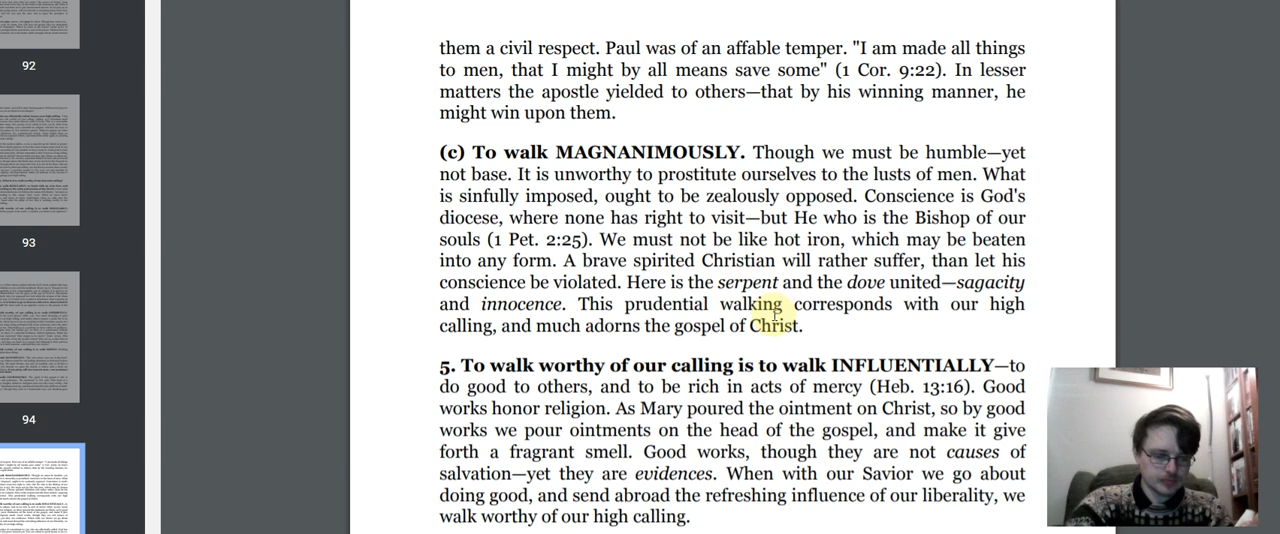 them a civil respect. Paul was of an affable temper. "I am made all things
to men, that I might by all means save some" (1 Cor. 9:22). In lesser
matters the apostle yielded to others—that by his winning manner, he
might win upon them.
(c) To walk MAGNANIMOUSLY. Though we must be humble—yet
not base. It is unworthy to prostitute ourselves to the lusts of men. What
is sinfully imposed, ought to be zealously opposed. Conscience is God's
diocese, where none has right to visit—but He who is the Bishop of our
souls (1 Pet. 2:25). We must not be like hot iron, which may be beaten
into any form. A brave spirited Christian will rather suffer, than let his
conscience be violated. Here is the serpent and the dove united—sagacity
and innocence. This prudential walking corresponds with our high
calling, and much adorns the gospel of Christ.
5. To walk worthy of our calling is to walk INFLUENTIALLY—to
do good to others, and to be rich in acts of mercy (Heb. 13:16). Good
works honor religion. As Mary poured the ointment on Christ, so by good
works we pour ointments on the head of the gospel, and make it give
forth a fragrant smell. Good works, though they are not causes of
salvation—yet they are evidences. When with our Savior we go about
doing good, and send abroad the refreshing influence of our liberality, we
walk worthy of our high calling.
92
93
94